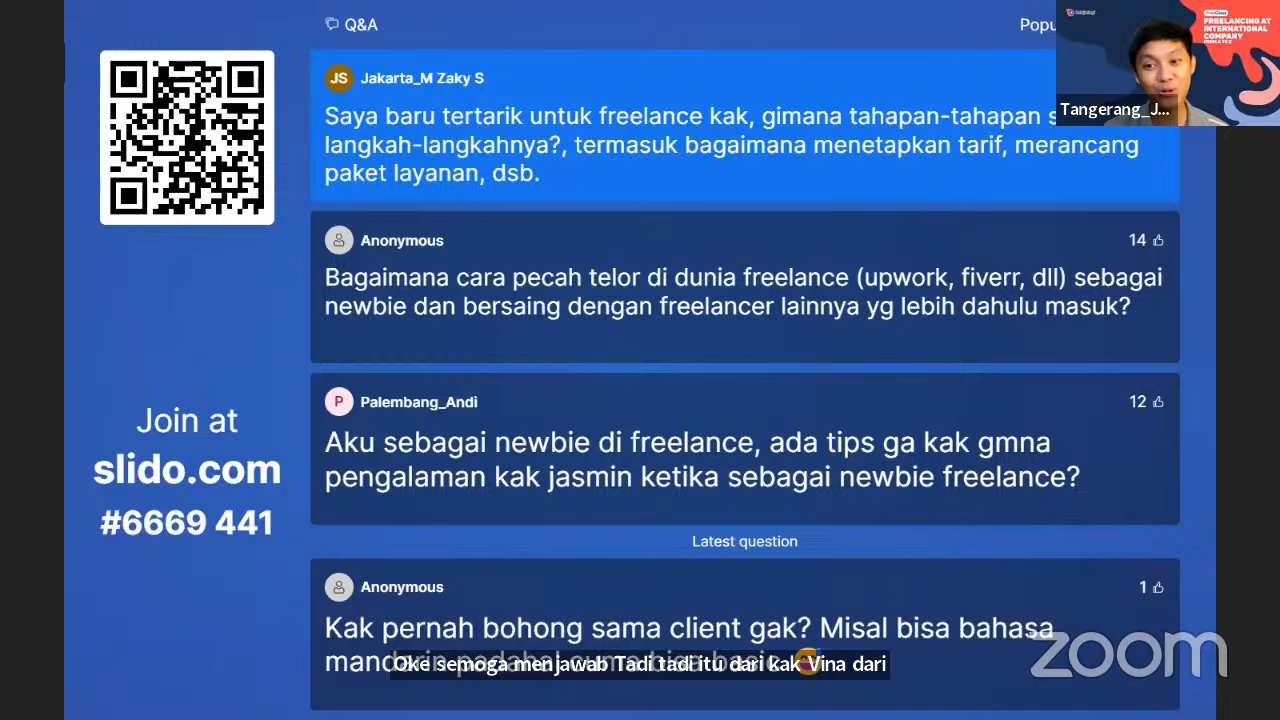 Q&A
Popu
JS Jakarta_M Zaky S
Saya baru tertarik untuk freelance kak, gimana tahapan-tahapan s
langkah-langkahnya?, termasuk bagaimana menetapkan tarif, merancang
paket layanan, dsb.
Anonymous
14
Bagaimana cara pecah telor di dunia freelance (upwork, fiverr, dll) sebagai
newbie dan bersaing dengan freelancer lainnya yg lebih dahulu masuk?
P Palembang_Andi
12
Aku sebagai newbie di freelance, ada tips ga kak gmna
pengalaman kak jasmin ketika sebagai newbie freelance?
Latest question
Anonymous
1
Kak pernah bohong sama client gak? Misal bisa bahasa
Oke semoga menjawab Tadi tadi itu dari kak Vina dari
Join at
slido.com
#6669 441
FREELANCING AT
INTERNATIONAL
COMPANY
Tangerang_J...
zoom